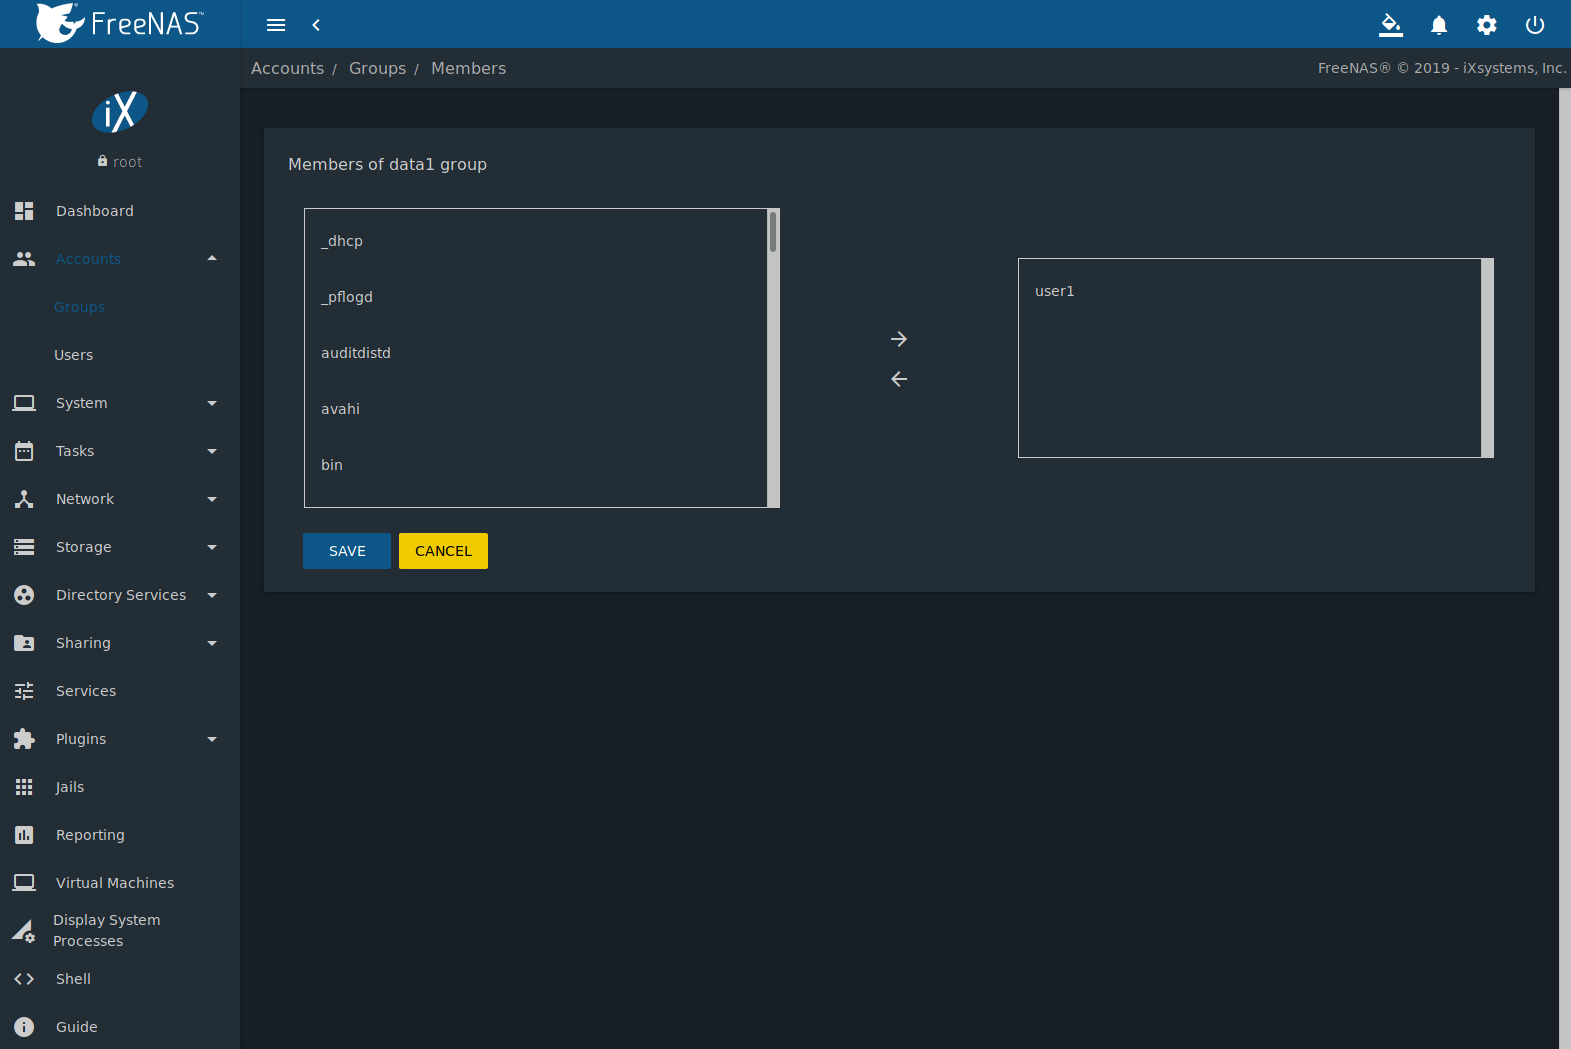 FreeNAS™
Accounts / Groups / Members
FreeNAS® © 2019 - iXsystems, Inc.
iX
root
Dashboard
Accounts
Groups
Users
System
Tasks
Network
Storage
Directory Services
Sharing
Services
Plugins
Jails
Reporting
Virtual Machines
Display System
Processes
Shell
Guide
Members of data1 group
_dhcp
_pflogd
auditdistd
avahi
bin
user1
SAVE
CANCEL